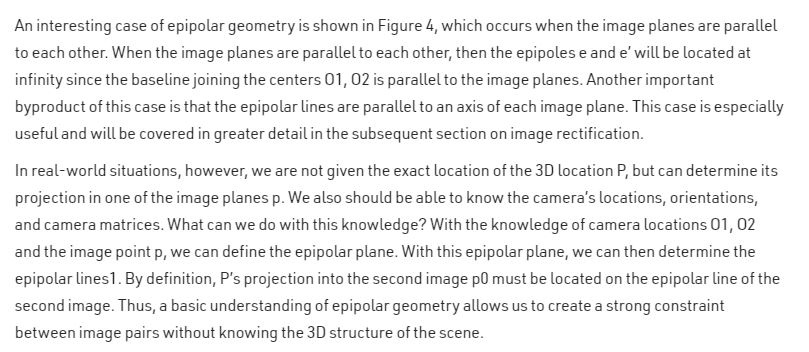 An interesting case of epipolar geometry is shown in Figure 4, which occurs when the image planes are parallel
to each other. When the image planes are parallel to each other, then the epipoles e and e’ will be located at
infinity since the baseline joining the centers O1, O2 is parallel to the image planes. Another important
byproduct of this case is that the epipolar lines are parallel to an axis of each image plane. This case is especially
useful and will be covered in greater detail in the subsequent section on image rectification.
In real-world situations, however, we are not given the exact location of the 3D location P, but can determine its
projection in one of the image planes p. We also should be able to know the camera’s locations, orientations,
and camera matrices. What can we do with this knowledge? With the knowledge of camera locations O1, O2
and the image point p, we can define the epipolar plane. With this epipolar plane, we can then determine the
epipolar lines1. By definition, P’s projection into the second image p0 must be located on the epipolar line of the
second image. Thus, a basic understanding of epipolar geometry allows us to create a strong constraint
between image pairs without knowing the 3D structure of the scene.